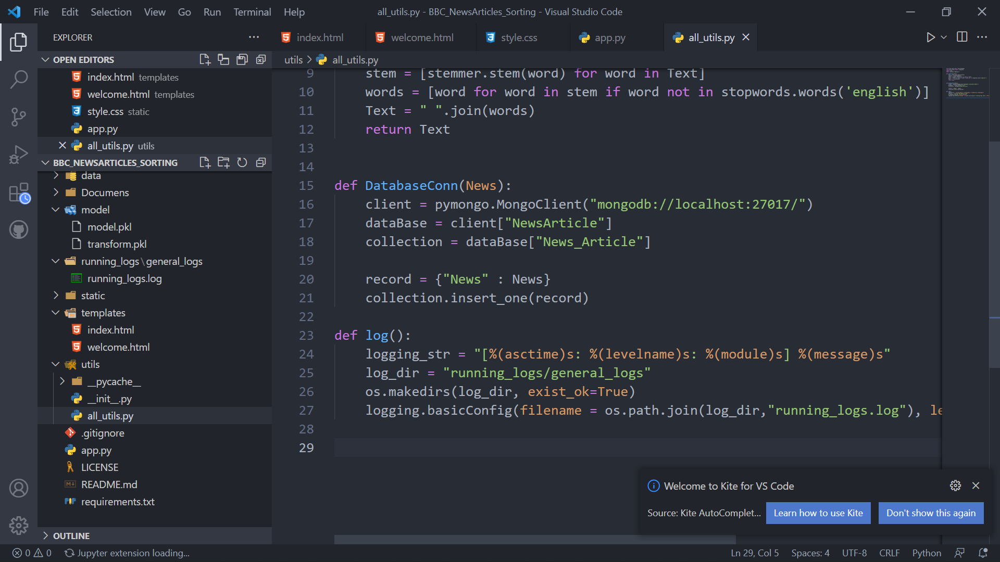 File Edit Selection View Go Run Terminal Help
all_utils.py - BBC_NewsArticles_Sorting - Visual Studio Code
EXPLORER
OPEN EDITORS
index.html templates
welcome.html templates
style.css static
app.py
all_utils.py utils
BBC_NEWSARTICLES_SORTING
data
Documens
model
model.pkl
transform.pkl
running_logs\general_logs
running_logs.log
static
templates
index.html
welcome.html
utils
__pycache__
__init__.py
all_utils.py
.gitignore
app.py
LICENSE
README.md
requirements.txt
OUTLINE
index.html welcome.html style.css app.py all_utils.py
utils > all_utils.py
9 stem = [stemmer.stem(word) for word in Text]
10 words = [word for word in stem if word not in stopwords.words('english')]
11 Text = " ".join(words)
12 return Text
13
14
15 def DatabaseConn(News):
16 client = pymongo.MongoClient("mongodb://localhost:27017/")
17 dataBase = client["NewsArticle"]
18 collection = dataBase["News_Article"]
19
20 record = {"News" : News}
21 collection.insert_one(record)
22
23 def log():
24 logging_str = "[%(asctime)s: %(levelname)s: %(module)s] %(message)s"
25 log_dir = "running_logs/general_logs"
26 os.makedirs(log_dir, exist_ok=True)
27 logging.basicConfig(filename = os.path.join(log_dir,"running_logs.log"), le
28
29
Welcome to Kite for VS Code
Source: Kite AutoComplet...
Learn how to use Kite
Don't show this again
0 0 Jupyter extension loading...
Ln 29, Col 5 Spaces: 4 UTF-8 CRLF Python